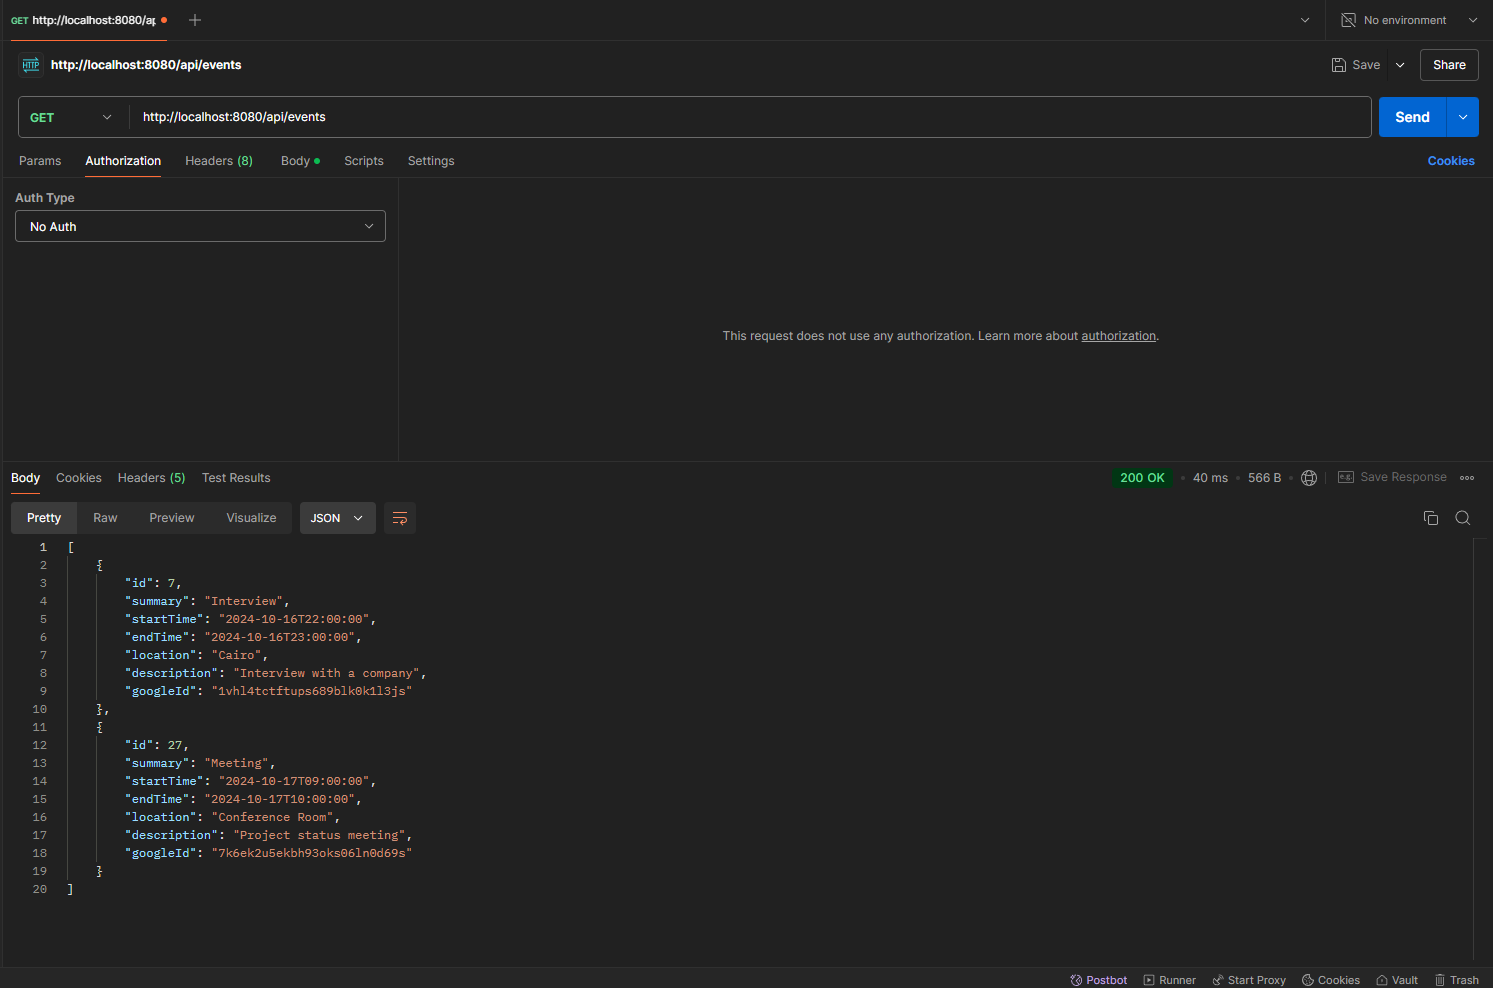 GET http://localhost:8080/ap
No environment
HTTP http://localhost:8080/api/events
Save Share
GET http://localhost:8080/api/events Send
Params Authorization Headers (8) Body Scripts Settings Cookies
Auth Type
No Auth
This request does not use any authorization. Learn more about authorization.
Body Cookies Headers (5) Test Results 200 OK 40 ms 566 B e.g. Save Response
Pretty Raw Preview Visualize JSON
1 [
2 {
3 "id": 7,
4 "summary": "Interview",
5 "startTime": "2024-10-16T22:00:00",
6 "endTime": "2024-10-16T23:00:00",
7 "location": "Cairo",
8 "description": "Interview with a company",
9 "googleId": "1vhl4tctftups689blk0k1l3js"
10 },
11 {
12 "id": 27,
13 "summary": "Meeting",
14 "startTime": "2024-10-17T09:00:00",
15 "endTime": "2024-10-17T10:00:00",
16 "location": "Conference Room",
17 "description": "Project status meeting",
18 "googleId": "7k6ek2u5ekbh93oks06ln0d69s"
19 }
20 ]
Postbot Runner Start Proxy Cookies Vault Trash